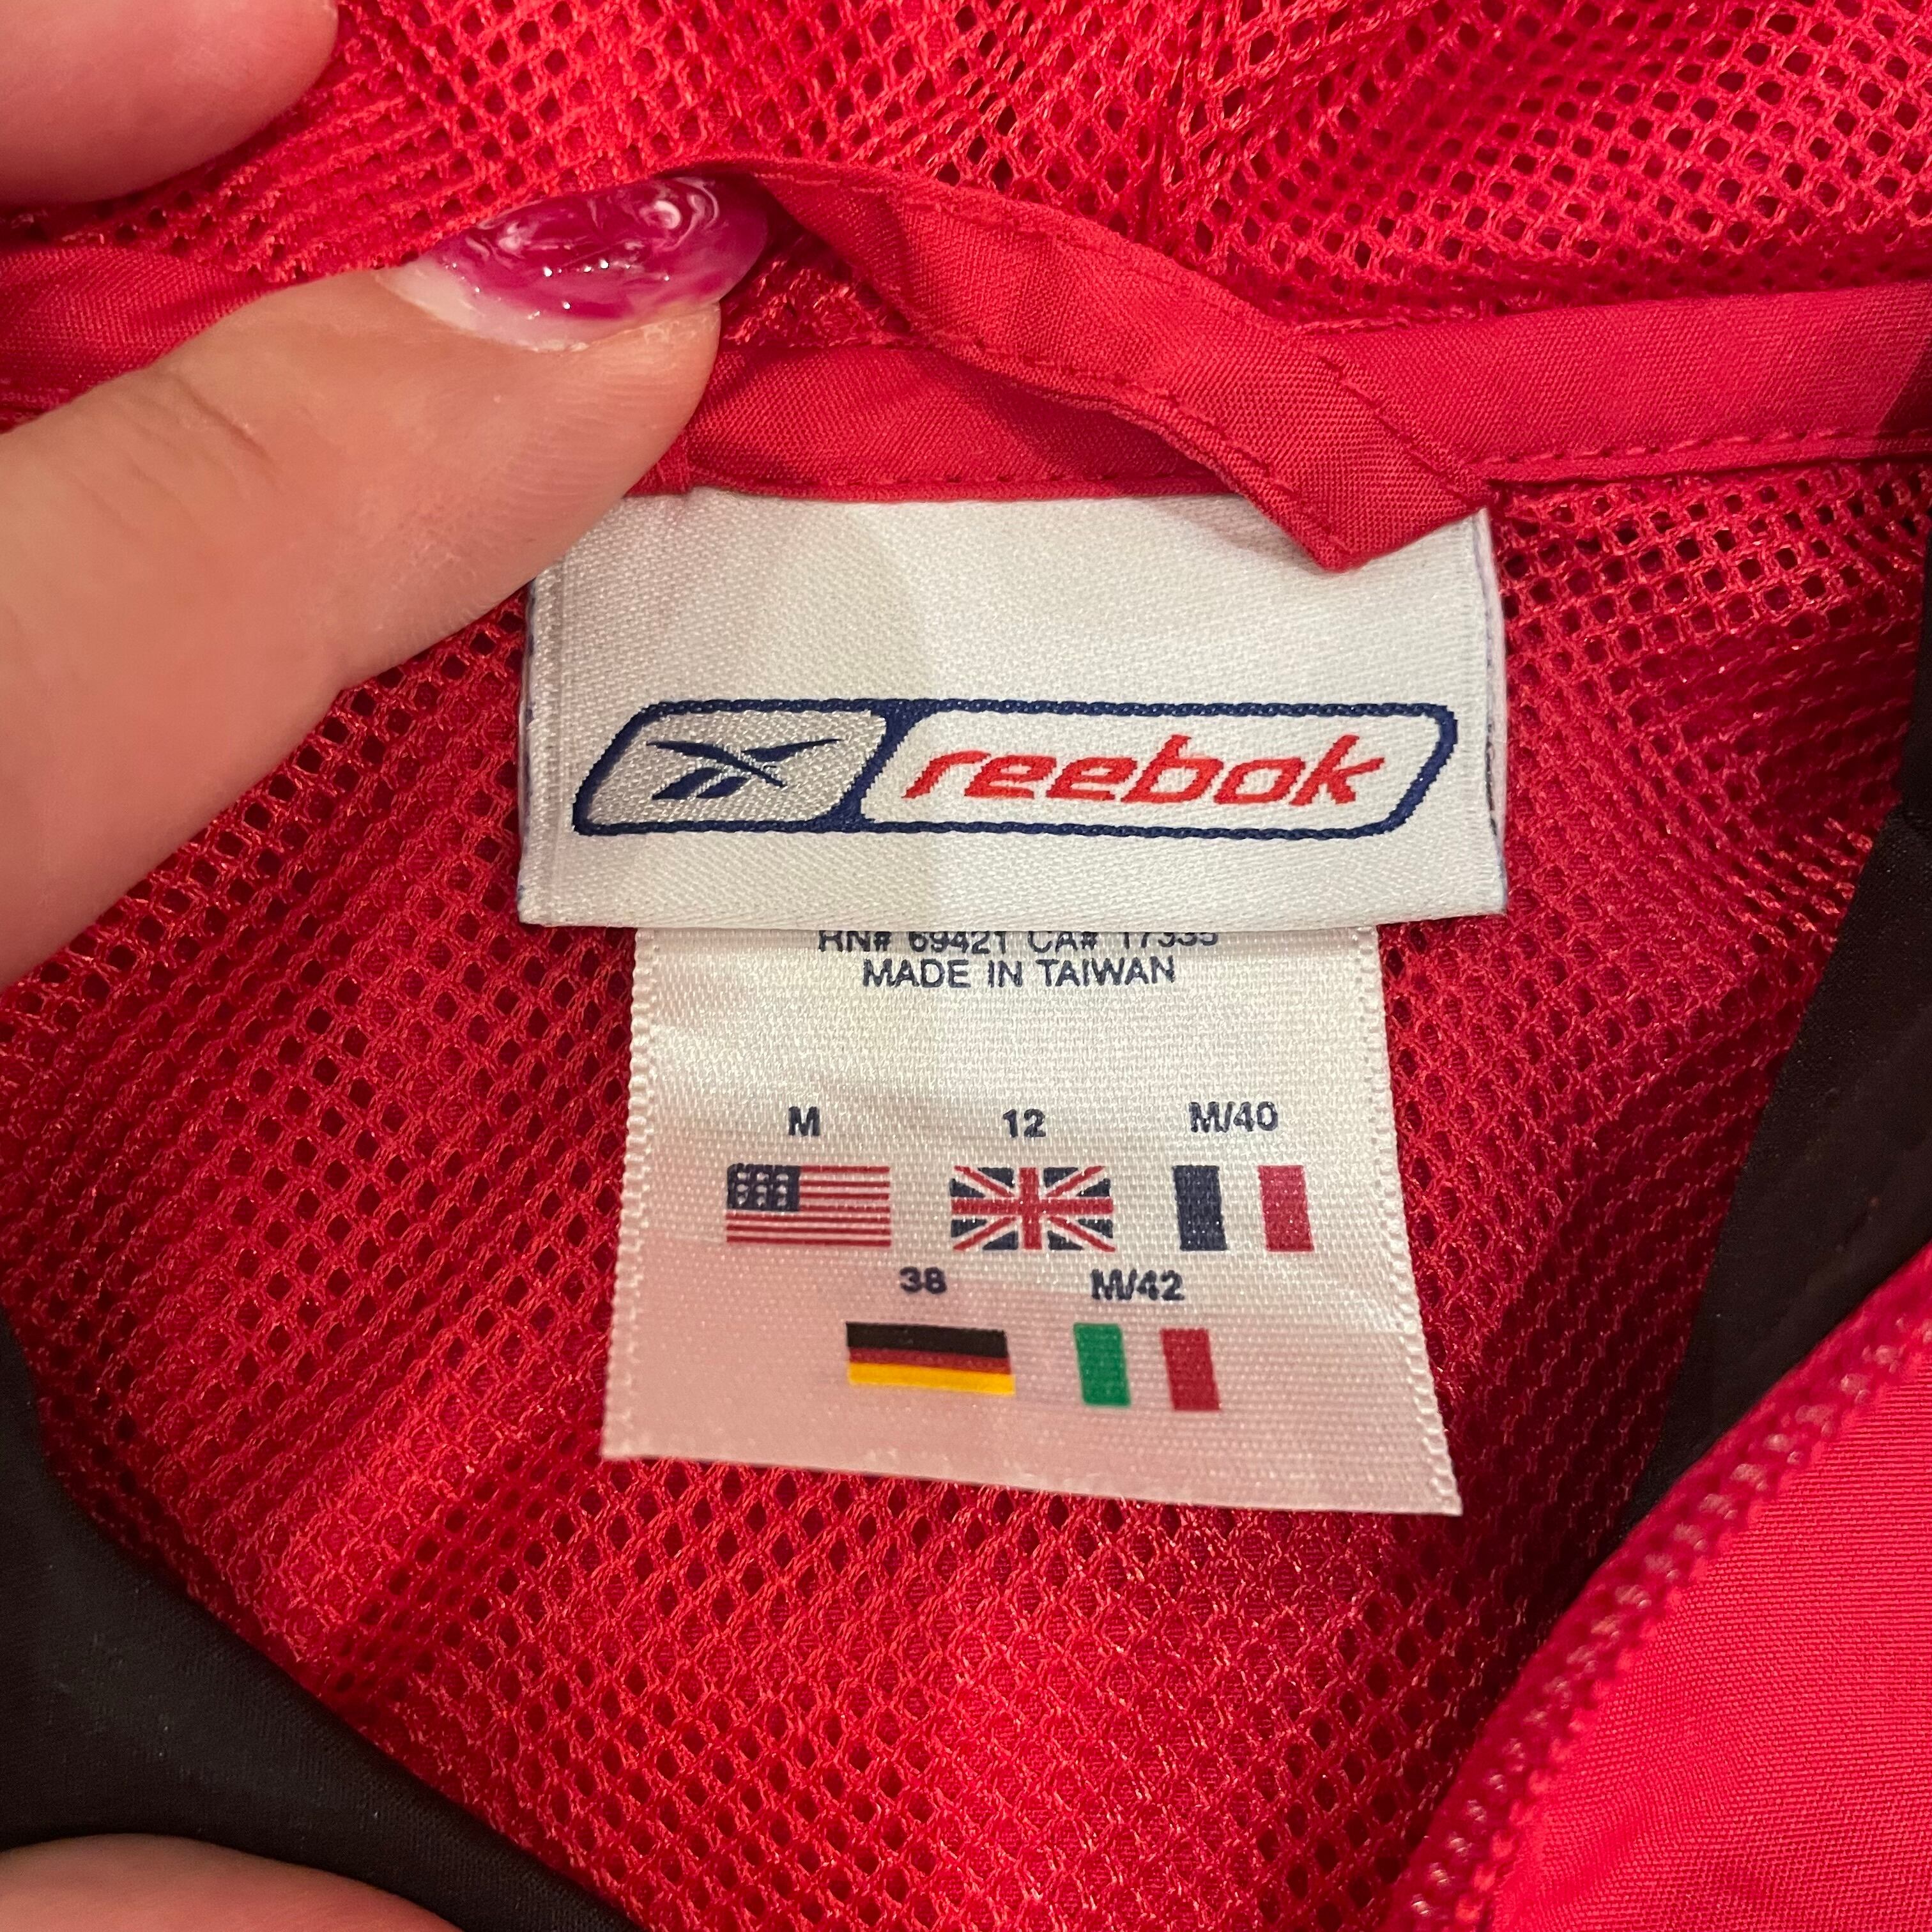 reebok
RN# 69421 CA# 17335
MADE IN TAIWAN
M 12 M/40
38 M/42